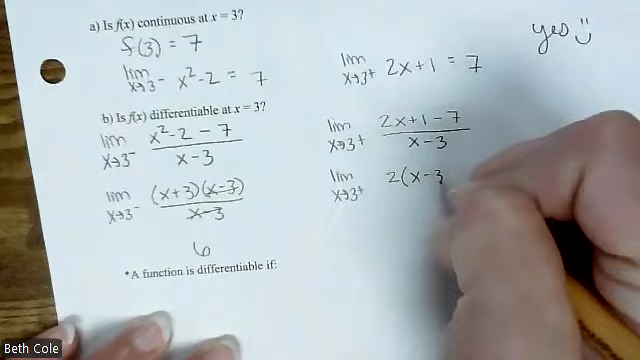 a) Is f(x) continuous at x = 3?
yes
f(3) = 7
lim x→3⁻ x²-2 = 7
lim x→3⁺ 2x+1 = 7
b) Is f(x) differentiable at x = 3?
lim x→3⁻ (x²-2-7)/(x-3)
lim x→3⁺ (2x+1-7)/(x-3)
lim x→3⁻ (x+3)(x-3)/(x-3)
lim x→3⁺ 2(x-3
6
*A function is differentiable if:
Beth Cole